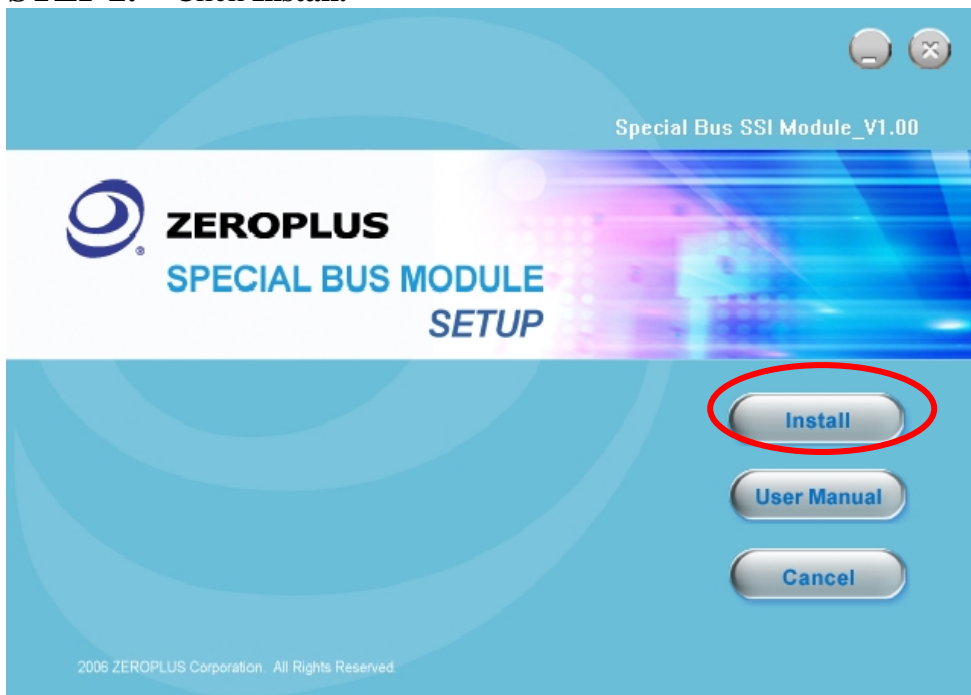 Special Bus SSI Module_V1.00
ZEROPLUS
®
SPECIAL BUS MODULE
SETUP
Install
User Manual
Cancel
2006 ZEROPLUS Corporation. All Rights Reserved.